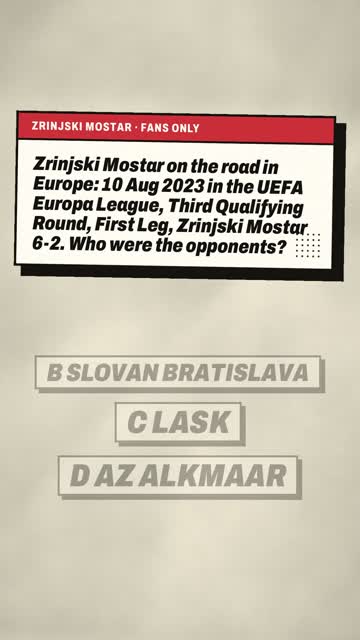 ZRINJSKI MOSTAR · FANS ONLY
Zrinjski Mostar on the road in
Europe: 10 Aug 2023 in the UEFA
Europa League, Third Qualifying
Round, First Leg, Zrinjski Mostar
6-2. Who were the opponents?
B SLOVAN BRATISLAVA
C LASK
D AZ ALKMAAR